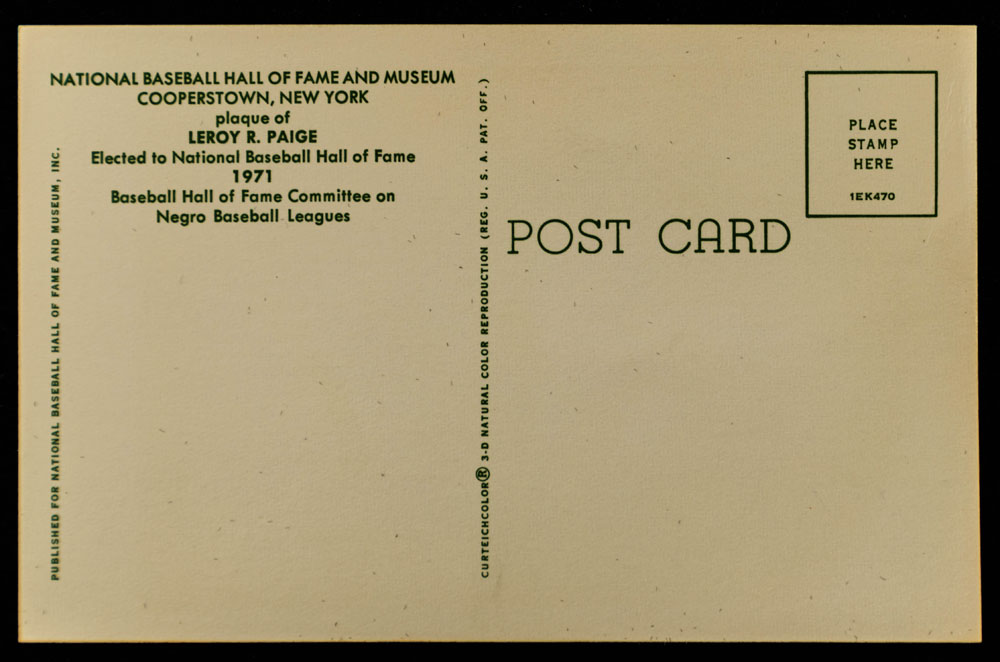 NATIONAL BASEBALL HALL OF FAME AND MUSEUM
COOPERSTOWN, NEW YORK
plaque of
LEROY R. PAIGE
Elected to National Baseball Hall of Fame
1971
Baseball Hall of Fame Committee on
Negro Baseball Leagues
PUBLISHED FOR NATIONAL BASEBALL HALL OF FAME AND MUSEUM, INC.
CURTEICHCOLOR® 3-D NATURAL COLOR REPRODUCTION (REG. U. S. A. PAT. OFF.)
POST CARD
PLACE
STAMP
HERE
1EK470